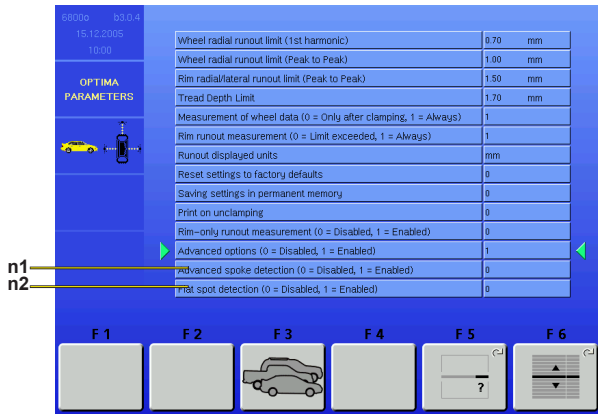 6800o b3.0.4
15.12.2005
10:00
OPTIMA
PARAMETERS
Wheel radial runout limit (1st harmonic) 0.70 mm
Wheel radial runout limit (Peak to Peak) 1.00 mm
Rim radial/lateral runout limit (Peak to Peak) 1.50 mm
Tread Depth Limit 1.70 mm
Measurement of wheel data (0 = Only after clamping, 1 = Always) 1
Rim runout measurement (0 = Limit exceeded, 1 = Always) 1
Runout displayed units mm
Reset settings to factory defaults 0
Saving settings in permanent memory 0
Print on unclamping 0
Rim-only runout measurement (0 = Disabled, 1 = Enabled) 0
Advanced options (0 = Disabled, 1 = Enabled) 1
n1 Advanced spoke detection (0 = Disabled, 1 = Enabled) 0
n2 Flat spot detection (0 = Disabled, 1 = Enabled) 0
F 1 F 2 F 3 F 4 F 5 F 6
?